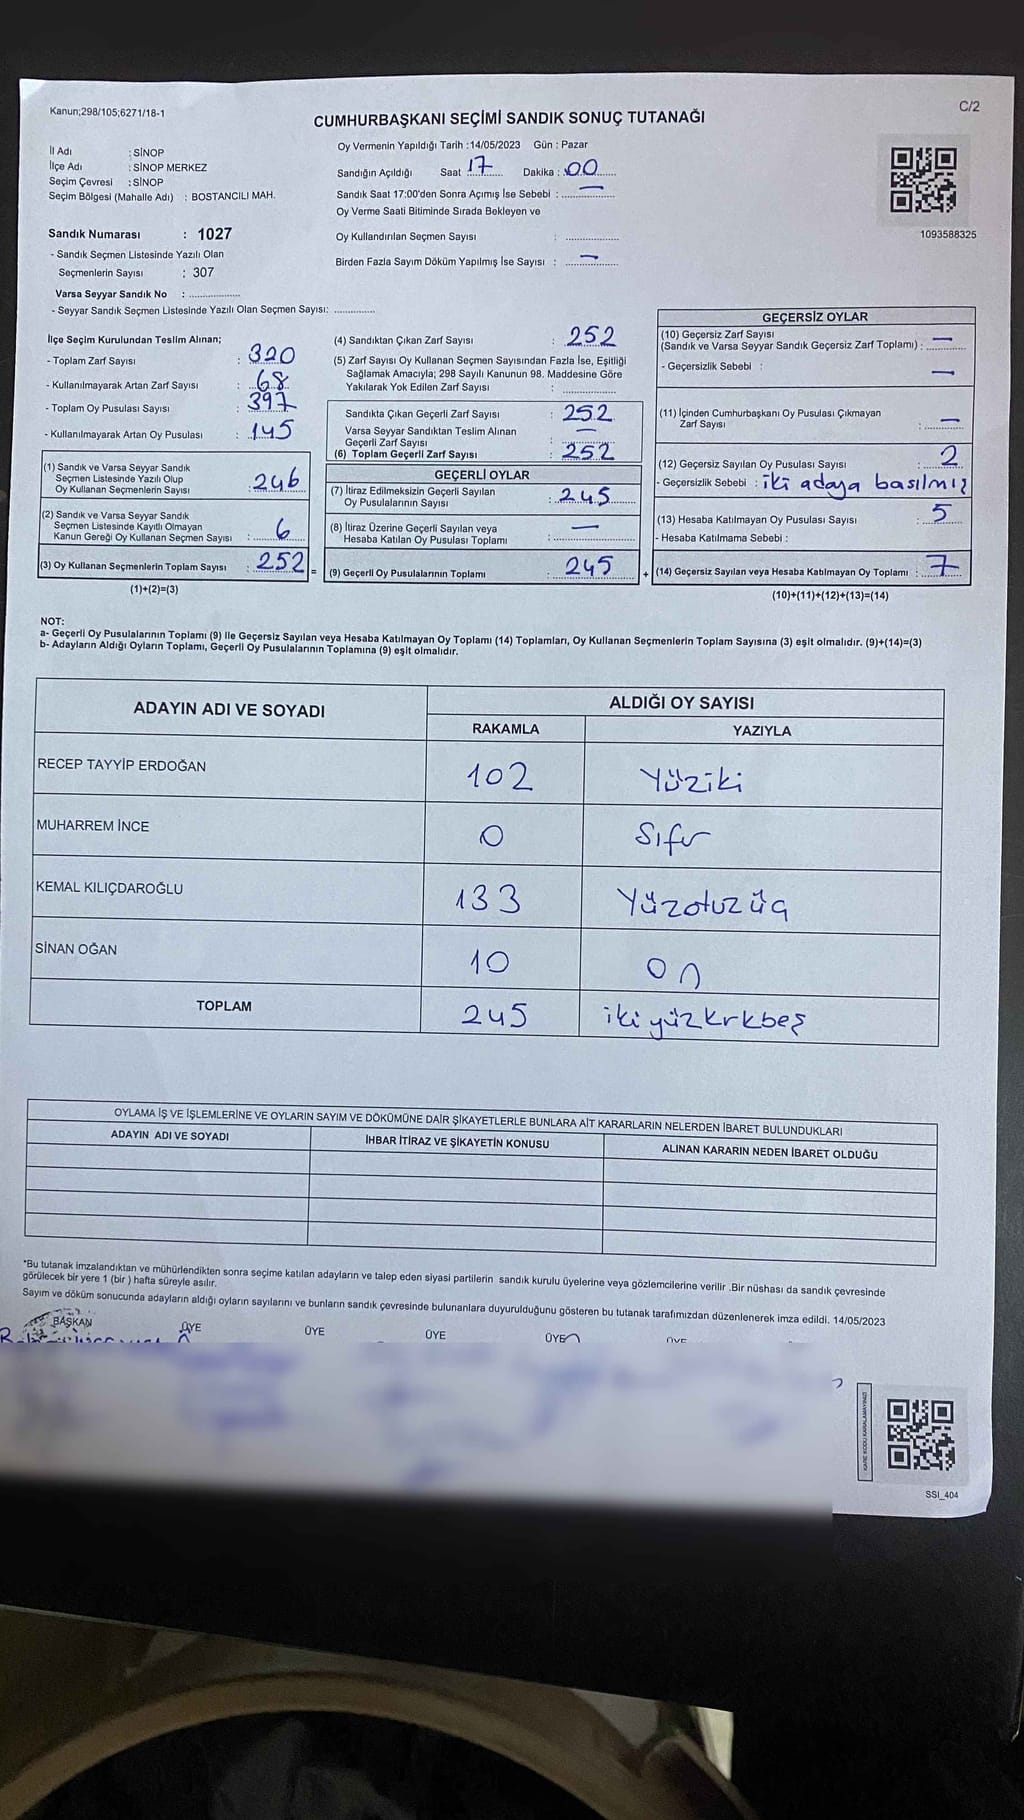 Kanun;298/105;6271/18-1
C/2
CUMHURBAŞKANI SEÇİMİ SANDIK SONUÇ TUTANAĞI
İl Adı : SİNOP
İlçe Adı : SİNOP MERKEZ
Seçim Çevresi : SİNOP
Seçim Bölgesi (Mahalle Adı) : BOSTANCILI MAH.
Sandık Numarası : 1027
- Sandık Seçmen Listesinde Yazılı Olan
Seçmenlerin Sayısı : 307
Varsa Seyyar Sandık No : ..................
- Seyyar Sandık Seçmen Listesinde Yazılı Olan Seçmen Sayısı: ..............
Oy Vermenin Yapıldığı Tarih :14/05/2023 Gün : Pazar
Sandığın Açıldığı Saat 17 Dakika : 00
Sandık Saat 17:00'den Sonra Açımış İse Sebebi : —
Oy Verme Saati Bitiminde Sırada Bekleyen ve
Oy Kullandırılan Seçmen Sayısı : ..................
Birden Fazla Sayım Döküm Yapılmış İse Sayısı : —
1093588325
İlçe Seçim Kurulundan Teslim Alınan;
- Toplam Zarf Sayısı : 320
- Kullanılmayarak Artan Zarf Sayısı : 68
- Toplam Oy Pusulası Sayısı : 397
- Kullanılmayarak Artan Oy Pusulası : 145
(1) Sandık ve Varsa Seyyar Sandık
Seçmen Listesinde Yazılı Olup
Oy Kullanan Seçmenlerin Sayısı : 246
(2) Sandık ve Varsa Seyyar Sandık
Seçmen Listesinde Kayıtlı Olmayan
Kanun Gereği Oy Kullanan Seçmen Sayısı : 6
(3) Oy Kullanan Seçmenlerin Toplam Sayısı : 252 =
(1)+(2)=(3)
(4) Sandıktan Çıkan Zarf Sayısı : 252
(5) Zarf Sayısı Oy Kullanan Seçmen Sayısından Fazla İse, Eşitliği
Sağlamak Amacıyla; 298 Sayılı Kanunun 98. Maddesine Göre
Yakılarak Yok Edilen Zarf Sayısı : ..................
Sandıkta Çıkan Geçerli Zarf Sayısı : 252
Varsa Seyyar Sandıktan Teslim Alınan
Geçerli Zarf Sayısı : —
(6) Toplam Geçerli Zarf Sayısı : 252
GEÇERLİ OYLAR
(7) İtiraz Edilmeksizin Geçerli Sayılan
Oy Pusulalarının Sayısı : 245
(8) İtiraz Üzerine Geçerli Sayılan veya
Hesaba Katılan Oy Pusulası Toplamı : —
(9) Geçerli Oy Pusulalarının Toplamı : 245 +
GEÇERSİZ OYLAR
(10) Geçersiz Zarf Sayısı
(Sandık ve Varsa Seyyar Sandık Geçersiz Zarf Toplamı) : —
- Geçersizlik Sebebi : —
(11) İçinden Cumhurbaşkanı Oy Pusulası Çıkmayan
Zarf Sayısı : —
(12) Geçersiz Sayılan Oy Pusulası Sayısı : 2
- Geçersizlik Sebebi : iki adaya basılmış
(13) Hesaba Katılmayan Oy Pusulası Sayısı : 5
- Hesaba Katılmama Sebebi :
(14) Geçersiz Sayılan veya Hesaba Katılmayan Oy Toplamı : 7
(10)+(11)+(12)+(13)=(14)
NOT:
a- Geçerli Oy Pusulalarının Toplamı (9) ile Geçersiz Sayılan veya Hesaba Katılmayan Oy Toplamı (14) Toplamları, Oy Kullanan Seçmenlerin Toplam Sayısına (3) eşit olmalıdır. (9)+(14)=(3)
b- Adayların Aldığı Oyların Toplamı, Geçerli Oy Pusulalarının Toplamına (9) eşit olmalıdır.
ADAYIN ADI VE SOYADI ALDIĞI OY SAYISI
RAKAMLA YAZIYLA
RECEP TAYYİP ERDOĞAN 102 Yüziki
MUHARREM İNCE 0 Sıfır
KEMAL KILIÇDAROĞLU 133 Yüzotuzüç
SİNAN OĞAN 10 On
TOPLAM 245 ikiyüzkrkbeş
OYLAMA İŞ VE İŞLEMLERİNE VE OYLARIN SAYIM VE DÖKÜMÜNE DAİR ŞİKAYETLERLE BUNLARA AİT KARARLARIN NELERDEN İBARET BULUNDUKLARI
ADAYIN ADI VE SOYADI İHBAR İTİRAZ VE ŞİKAYETİN KONUSU ALINAN KARARIN NEDEN İBARET OLDUĞU
*Bu tutanak imzalandıktan ve mühürlendikten sonra seçime katılan adayların ve talep eden siyasi partilerin sandık kurulu üyelerine veya gözlemcilerine verilir .Bir nüshası da sandık çevresinde
görülecek bir yere 1 (bir ) hafta süreyle asılır.
Sayım ve döküm sonucunda adayların aldığı oyların sayılarını ve bunların sandık çevresinde bulunanlara duyurulduğunu gösteren bu tutanak tarafımızdan düzenlenerek imza edildi. 14/05/2023
BAŞKAN ÜYE ÜYE ÜYE ÜYE ÜYE
KARE KODU KARALAMAYINIZ!
SSI_404